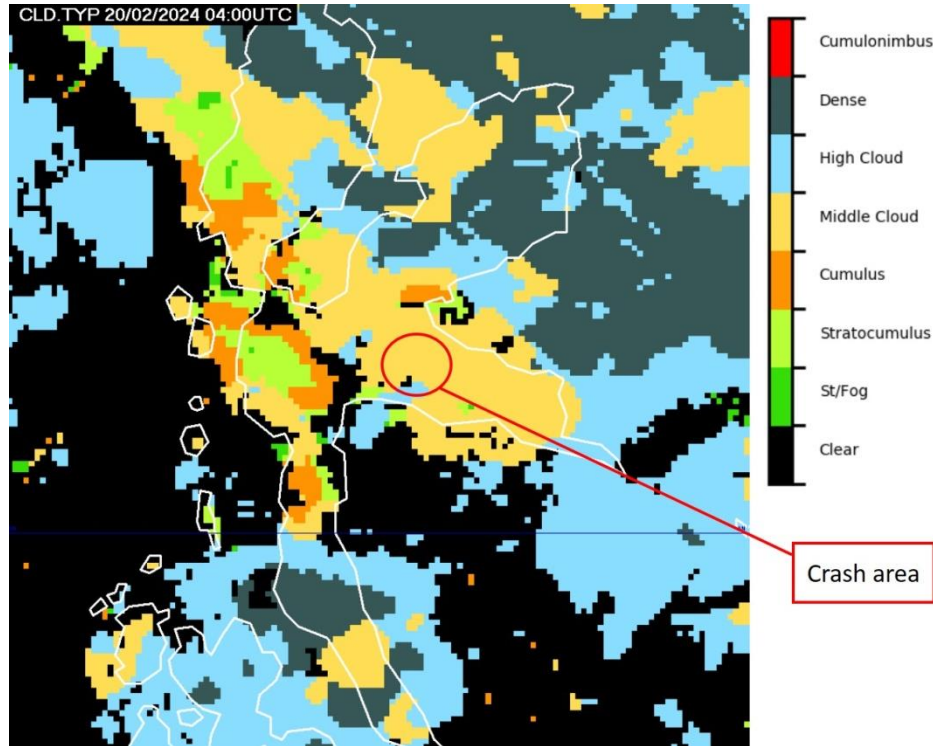 CLD.TYP 20/02/2024 04:00UTC
Cumulonimbus
Dense
High Cloud
Middle Cloud
Cumulus
Stratocumulus
St/Fog
Clear
Crash area